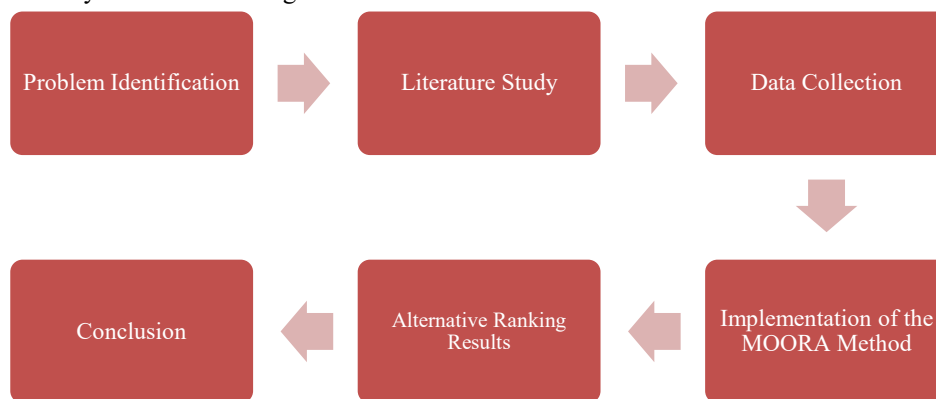 Problem Identification
Literature Study
Data Collection
Implementation of the
MOORA Method
Alternative Ranking
Results
Conclusion